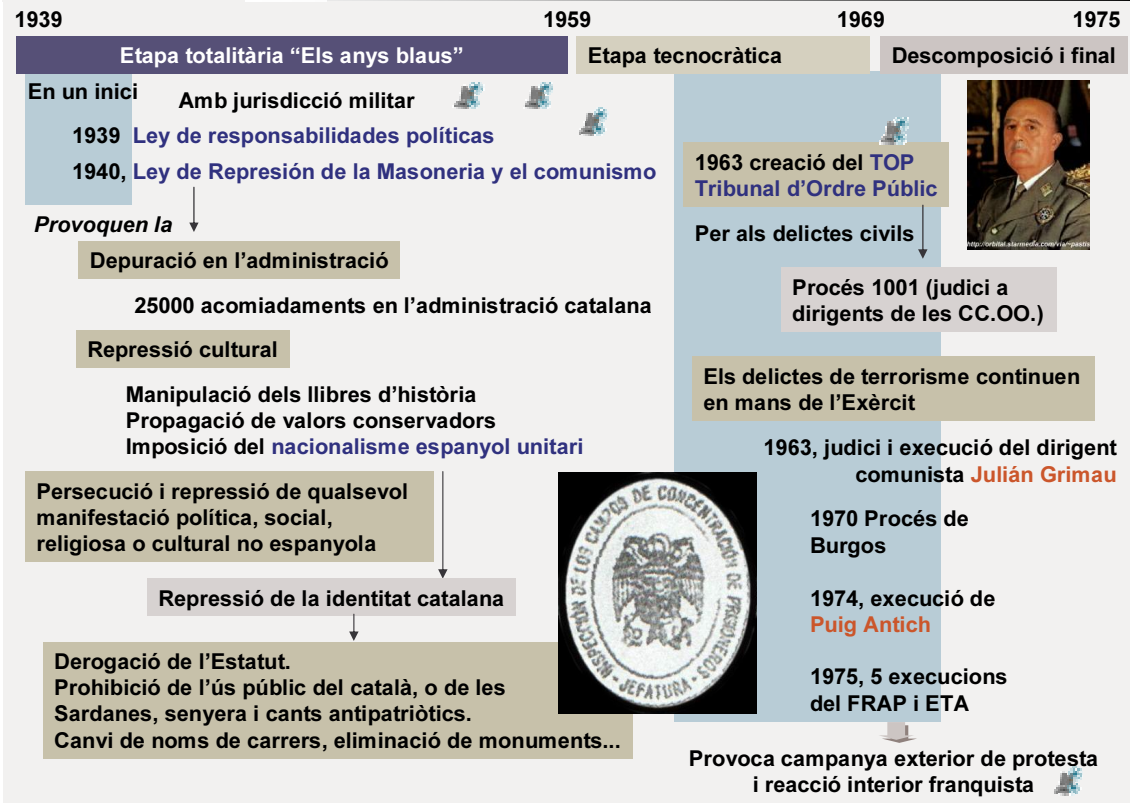 1939 1959 1969 1975
Etapa totalitària “Els anys blaus”
Etapa tecnocràtica
Descomposició i final
En un inici
Amb jurisdicció militar
1939 Ley de responsabilidades políticas
1940, Ley de Represión de la Masoneria y el comunismo
Provoquen la
Depuració en l’administració
25000 acomiadaments en l’administració catalana
Repressió cultural
Manipulació dels llibres d’història
Propagació de valors conservadors
Imposició del nacionalisme espanyol unitari
Persecució i repressió de qualsevol
manifestació política, social,
religiosa o cultural no espanyola
Repressió de la identitat catalana
Derogació de l’Estatut.
Prohibició de l’ús públic del català, o de les
Sardanes, senyera i cants antipatriòtics.
Canvi de noms de carrers, eliminació de monuments...
INSPECCIÓN DE LOS CAMPOS DE CONCENTRACIÓN DE PRISIONEROS
- JEFATURA -
1963 creació del TOP
Tribunal d’Ordre Públic
http://orbital.starmedia.com/via/~pastis
Per als delictes civils
Procés 1001 (judici a
dirigents de les CC.OO.)
Els delictes de terrorisme continuen
en mans de l’Exèrcit
1963, judici i execució del dirigent
comunista Julián Grimau
1970 Procés de
Burgos
1974, execució de
Puig Antich
1975, 5 execucions
del FRAP i ETA
Provoca campanya exterior de protesta
i reacció interior franquista